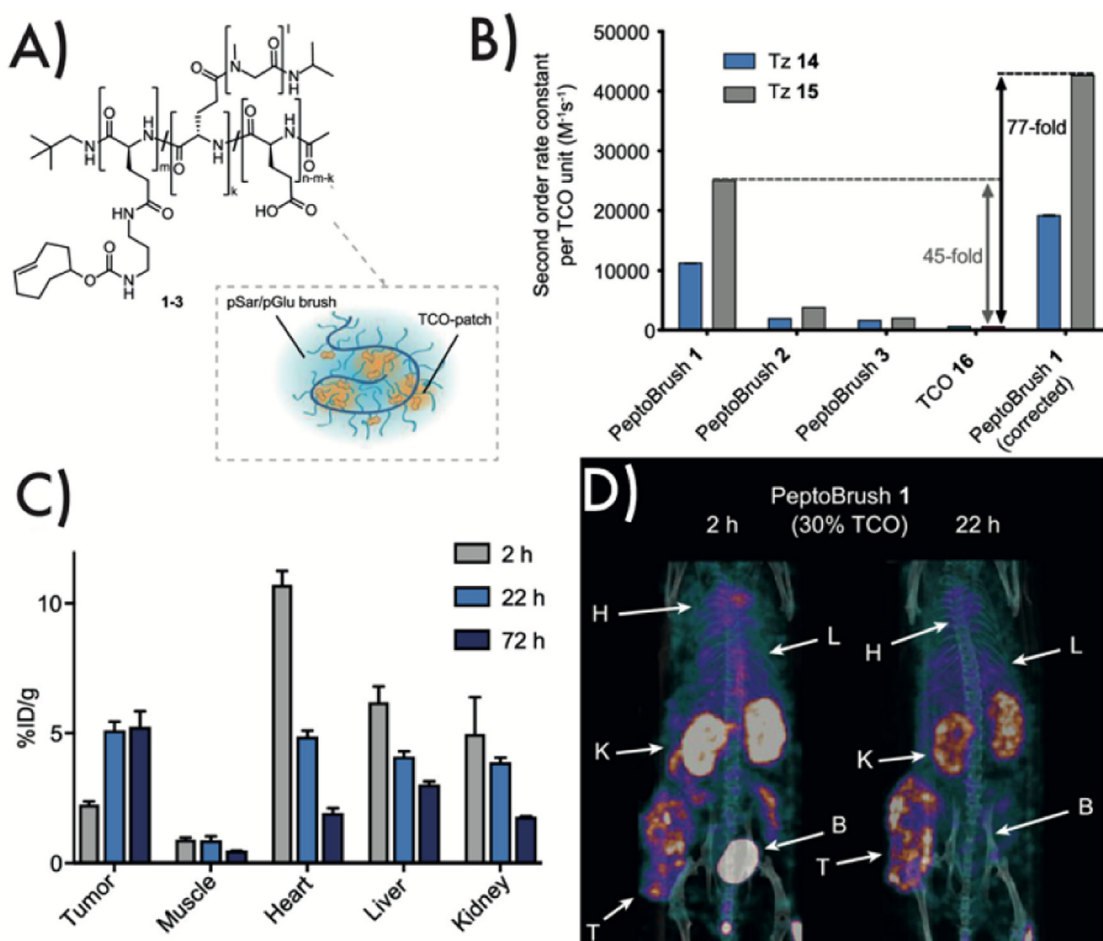 A)
l
N
O
N
H
O
O
H
N
O
H
N
O
H
N
N
H
m
O
k
O
n-m-k
O
HN
HO
O
O
O
N
H
1-3
pSar/pGlu brush
TCO-patch
B)
Second order rate constant
per TCO unit (M⁻¹s⁻¹)
50000
40000
30000
20000
10000
0
Tz 14
Tz 15
77-fold
45-fold
PeptoBrush 1
PeptoBrush 2
PeptoBrush 3
TCO 16
PeptoBrush 1
(corrected)
C)
%ID/g
10
5
0
2 h
22 h
72 h
Tumor
Muscle
Heart
Liver
Kidney
D)
PeptoBrush 1
2 h (30% TCO) 22 h
H
L
K
B
T
H
L
K
B
T